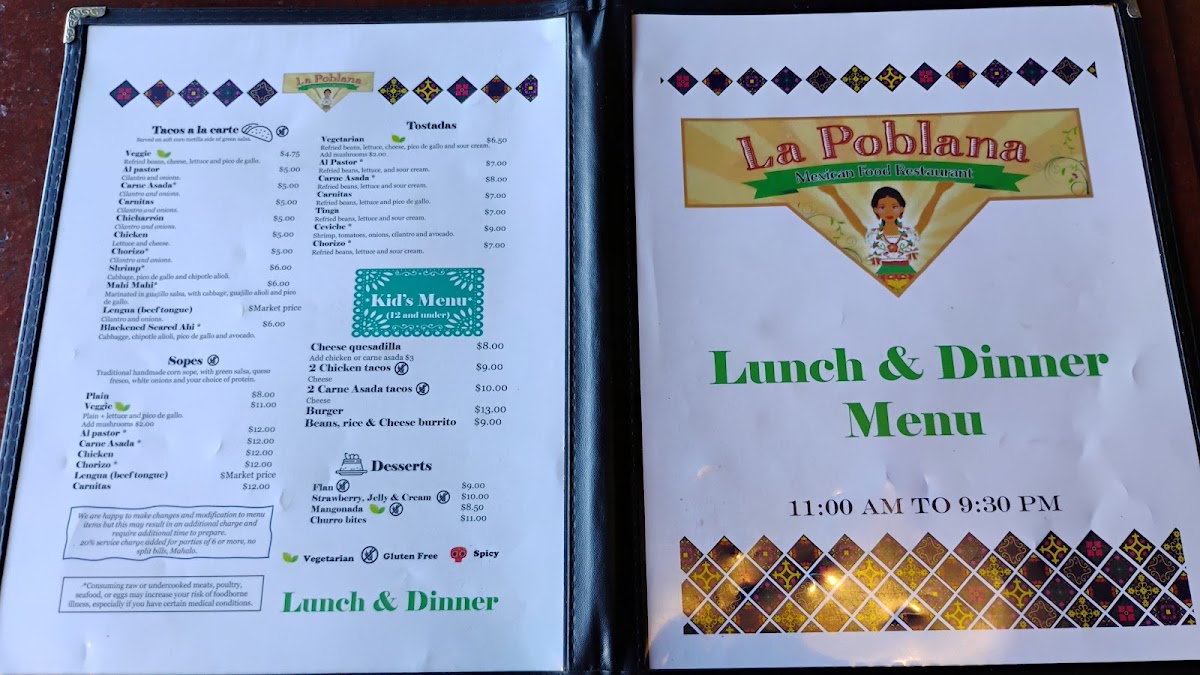 La Poblana
Tacos a la carte
Served on soft corn tortilla side of green salsa.
Veggie $4.75
Refried beans, cheese, lettuce and pico de gallo.
Al pastor $5.00
Cilantro and onions.
Carne Asada* $5.00
Cilantro and onions.
Carnitas $5.00
Cilantro and onions.
Chicharrón $5.00
Cilantro and onions.
Chicken $5.00
Lettuce and cheese.
Chorizo* $5.00
Cilantro and onions.
Shrimp* $6.00
Cabbage, pico de gallo and chipotle alioli.
Mahi Mahi* $6.00
Marinated in guajillo salsa, with cabbage, guajillo alioli and pico
de gallo.
Lengua (beef tongue) $Market price
Cilantro and onions.
Blackened Seared Ahi * $6.00
Cabbagge, chipotle alioli, pico de gallo and avocado.
Sopes
Traditional handmade corn sope, with green salsa, queso
fresco, white onions and your choice of protein.
Plain $8.00
Veggie $11.00
Plain + lettuce and pico de gallo.
Add mushrooms $2.00
Al pastor * $12.00
Carne Asada * $12.00
Chicken $12.00
Chorizo * $12.00
Lengua (beef tongue) $Market price
Carnitas $12.00
We are happy to make changes and modification to menu
items but this may result in an additional charge and
require additional time to prepare.
20% service charge added for parties of 6 or more, no
split bills, Mahalo.
*Consuming raw or undercooked meats, poultry,
seafood, or eggs may increase your risk of foodborne
illness, especially if you have certain medical conditions.
Tostadas
Vegetarian $6.50
Refried beans, lettuce, cheese, pico de gallo and sour cream.
Add mushrooms $2.00
Al Pastor * $7.00
Refried beans, lettuce, and sour cream.
Carne Asada * $8.00
Refried beans, lettuce and sour cream.
Carnitas $7.00
Refried beans, lettuce and pico de gallo.
Tinga $7.00
Refried beans, lettuce and sour cream.
Ceviche * $9.00
Shrimp, tomatoes, onions, cilantro and avocado.
Chorizo * $7.00
Refried beans, lettuce and sour cream.
Kid's Menu
(12 and under)
Cheese quesadilla $8.00
Add chicken or carne asada $3
2 Chicken tacos $9.00
Cheese
2 Carne Asada tacos $10.00
Cheese
Burger $13.00
Beans, rice & Cheese burrito $9.00
Desserts
Flan $9.00
Strawberry, Jelly & Cream $10.00
Mangonada $8.50
Churro bites $11.00
Vegetarian Gluten Free Spicy
Lunch & Dinner
La Poblana
Mexican Food Restaurant
Lunch & Dinner
Menu
11:00 AM TO 9:30 PM